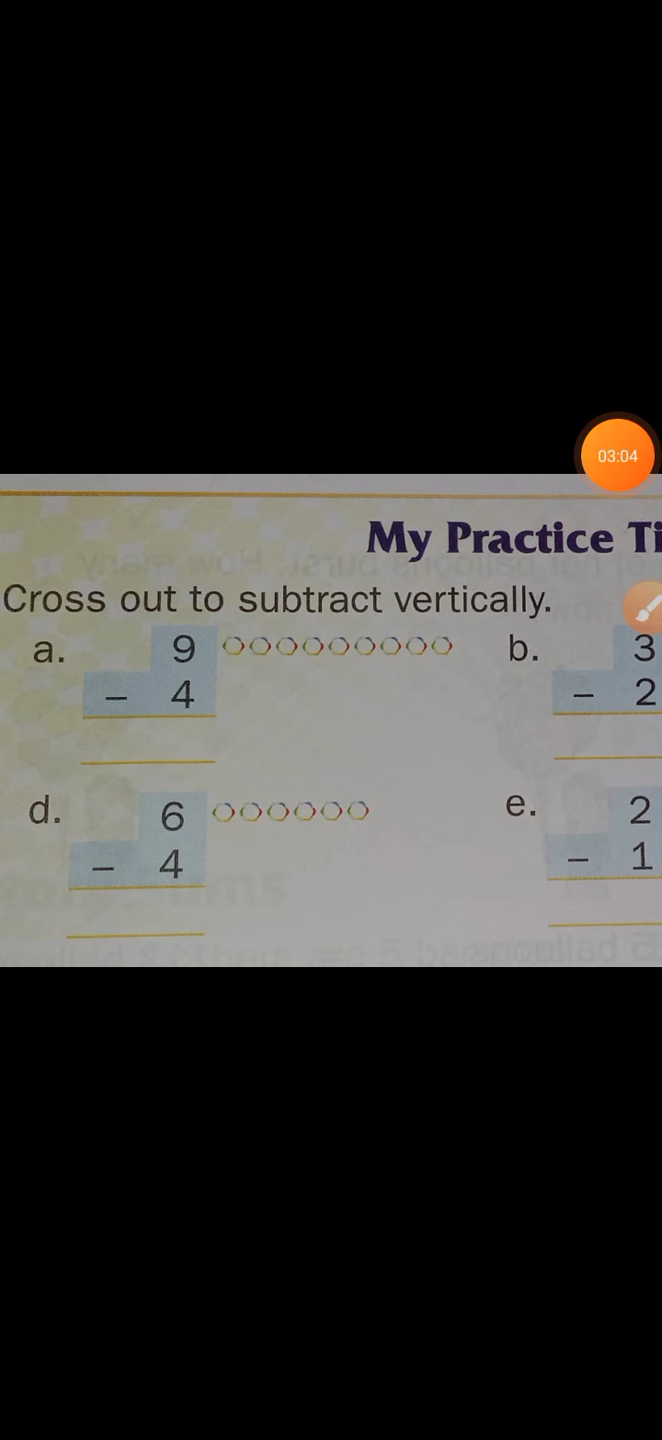 03:04
My Practice Ti
Cross out to subtract vertically.
a. 9 b. 3
- 4 - 2
d. 6 e. 2
- 4 - 1